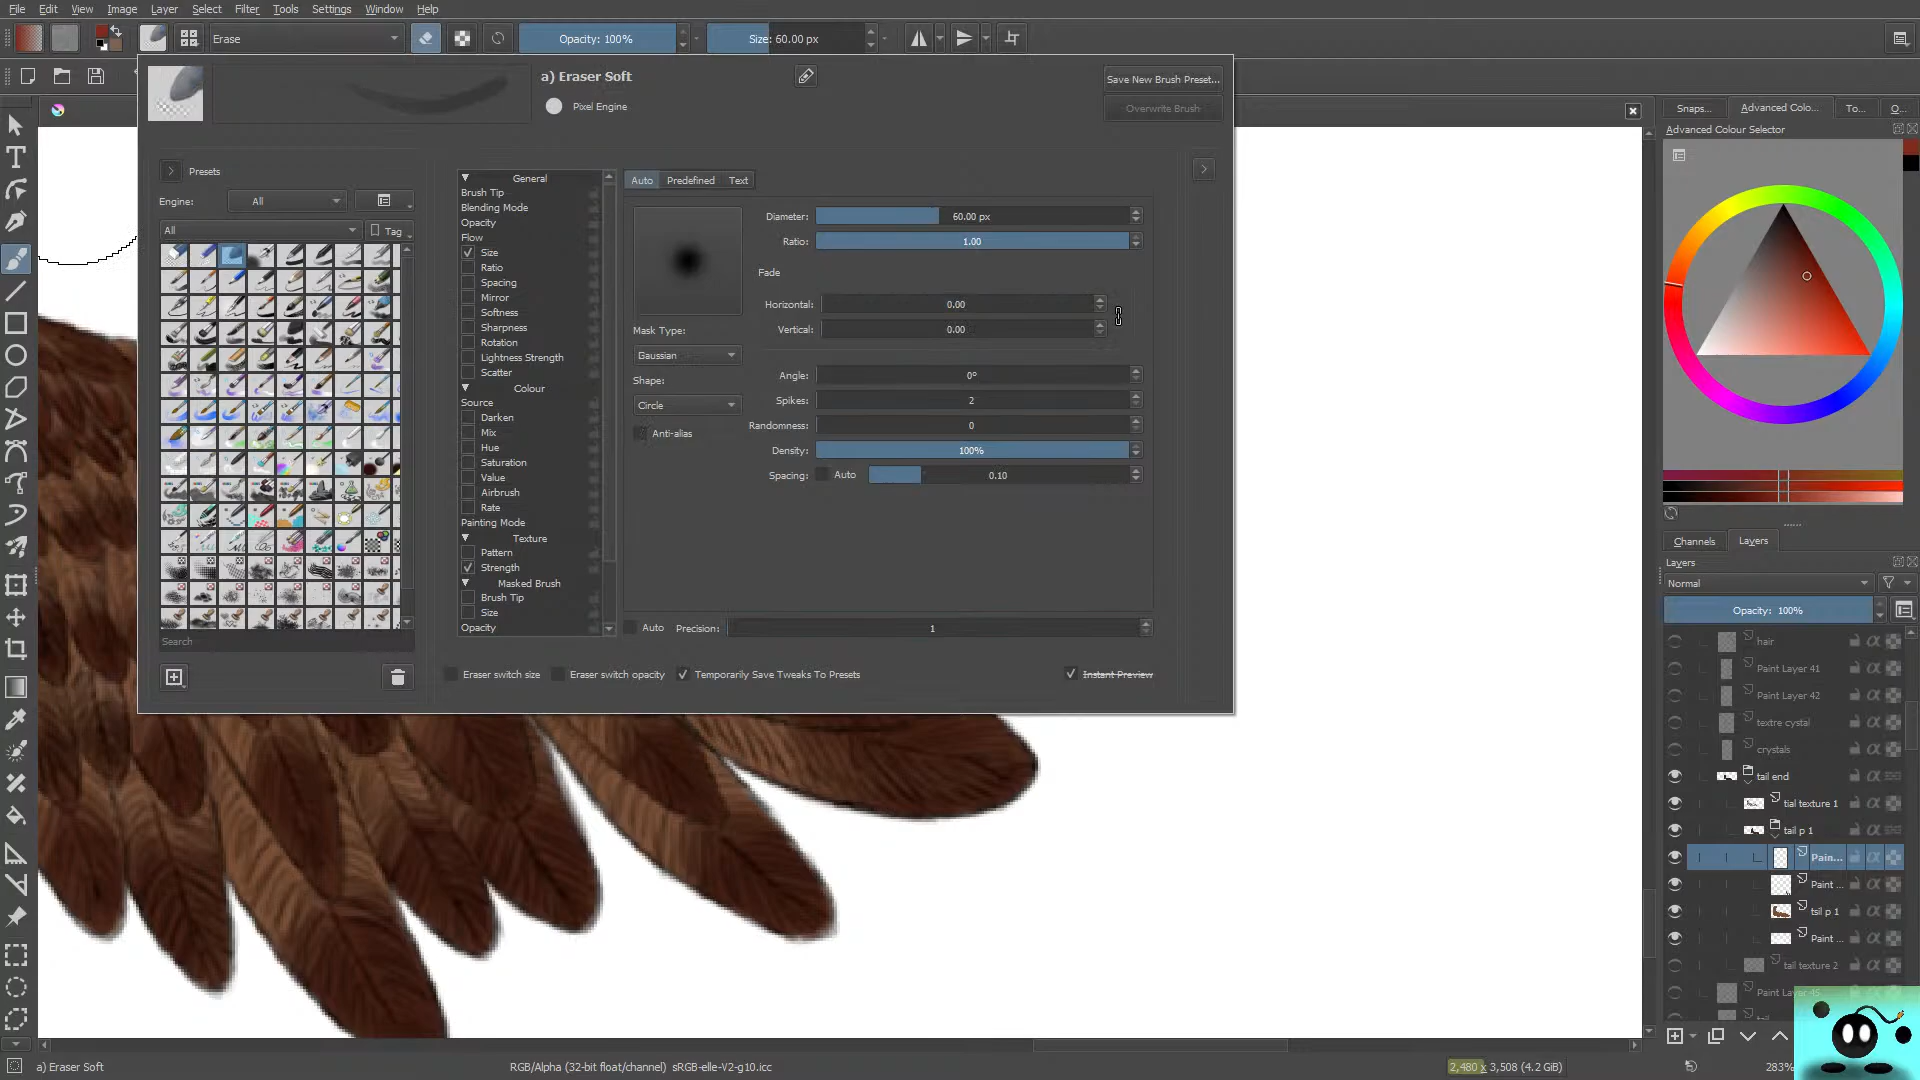 File Edit View Image Layer Select Filter Tools Settings Window Help
Erase
Opacity: 100%
Size: 60.00 px
a) Eraser Soft
Pixel Engine
Save New Brush Preset...
Overwrite Brush
Presets
Engine:
All
All
Tag
Search
General
Brush Tip
Blending Mode
Opacity
Flow
Size
Ratio
Spacing
Mirror
Softness
Sharpness
Rotation
Lightness Strength
Scatter
Colour
Source
Darken
Mix
Hue
Saturation
Value
Airbrush
Rate
Painting Mode
Texture
Pattern
Strength
Masked Brush
Brush Tip
Size
Opacity
Auto Predefined Text
Mask Type:
Gaussian
Shape:
Circle
Anti-alias
Diameter: 60.00 px
Ratio: 1.00
Fade
Horizontal: 0.00
Vertical: 0.00
Angle: 0°
Spikes: 2
Randomness: 0
Density: 100%
Spacing: Auto 0.10
Auto Precision: 1
Eraser switch size
Eraser switch opacity
Temporarily Save Tweaks To Presets
Instant Preview
Snaps... Advanced Colo... To... O...
Advanced Colour Selector
Channels Layers
Layers
Normal
Opacity: 100%
hair
Paint Layer 41
Paint Layer 42
textre cystal
crystals
tail end
tial texture 1
tail p 1
Pain...
Paint ...
tsil p 1
Paint ...
tail texture 2
Paint Layer 45
a) Eraser Soft
RGB/Alpha (32-bit float/channel) sRGB-elle-V2-g10.icc
2,480 x 3,508 (4.2 GiB)
283%